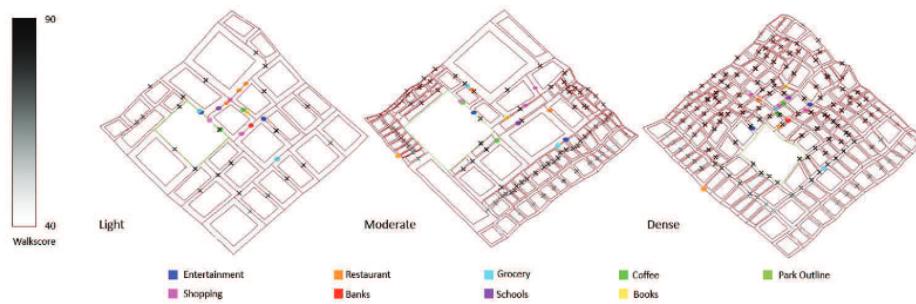 90
40
Walkscore
Light
Moderate
Dense
Entertainment
Restaurant
Grocery
Coffee
Park Outline
Shopping
Banks
Schools
Books